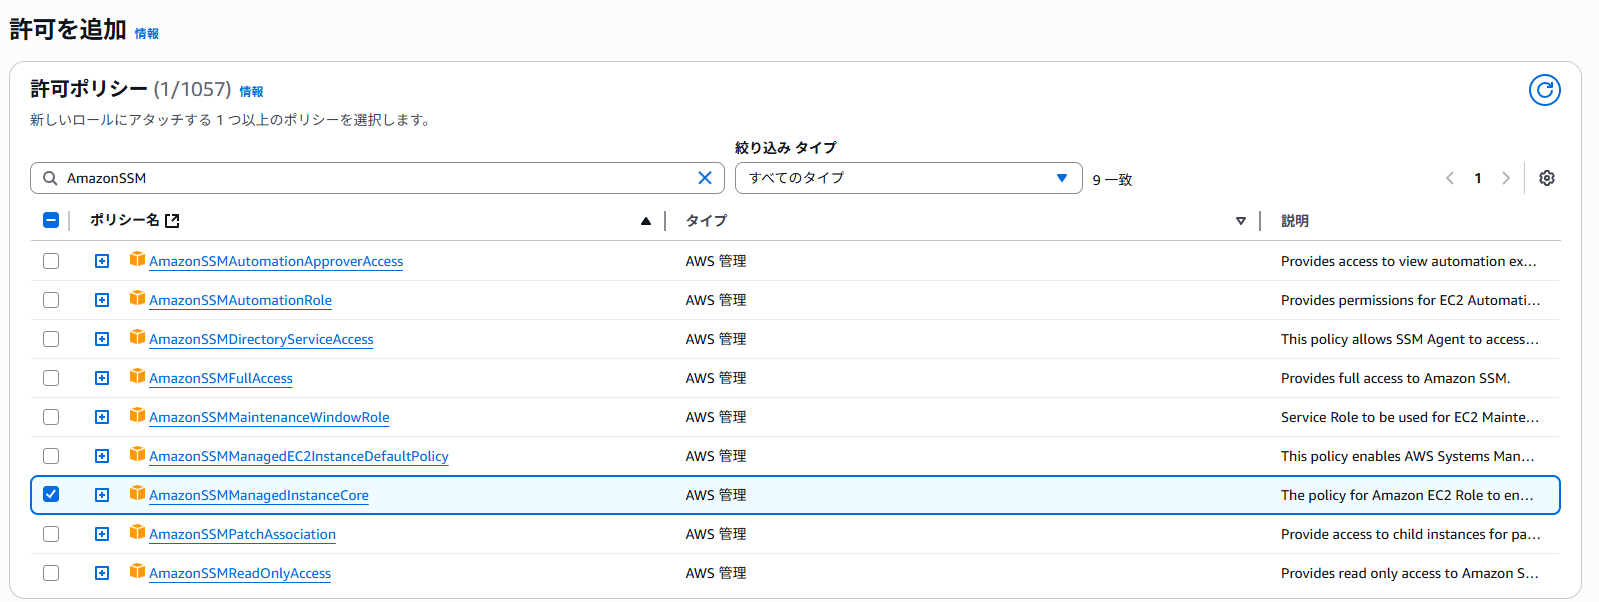 許可を追加 情報
許可ポリシー (1/1057) 情報
新しいロールにアタッチする 1 つ以上のポリシーを選択します。
絞り込み タイプ
AmazonSSM すべてのタイプ 9 一致 1
ポリシー名 タイプ 説明
AmazonSSMAutomationApproverAccess AWS 管理 Provides access to view automation ex...
AmazonSSMAutomationRole AWS 管理 Provides permissions for EC2 Automati...
AmazonSSMDirectoryServiceAccess AWS 管理 This policy allows SSM Agent to access...
AmazonSSMFullAccess AWS 管理 Provides full access to Amazon SSM.
AmazonSSMMaintenanceWindowRole AWS 管理 Service Role to be used for EC2 Mainte...
AmazonSSMManagedEC2InstanceDefaultPolicy AWS 管理 This policy enables AWS Systems Man...
AmazonSSMManagedInstanceCore AWS 管理 The policy for Amazon EC2 Role to en...
AmazonSSMPatchAssociation AWS 管理 Provide access to child instances for pa...
AmazonSSMReadOnlyAccess AWS 管理 Provides read only access to Amazon S...